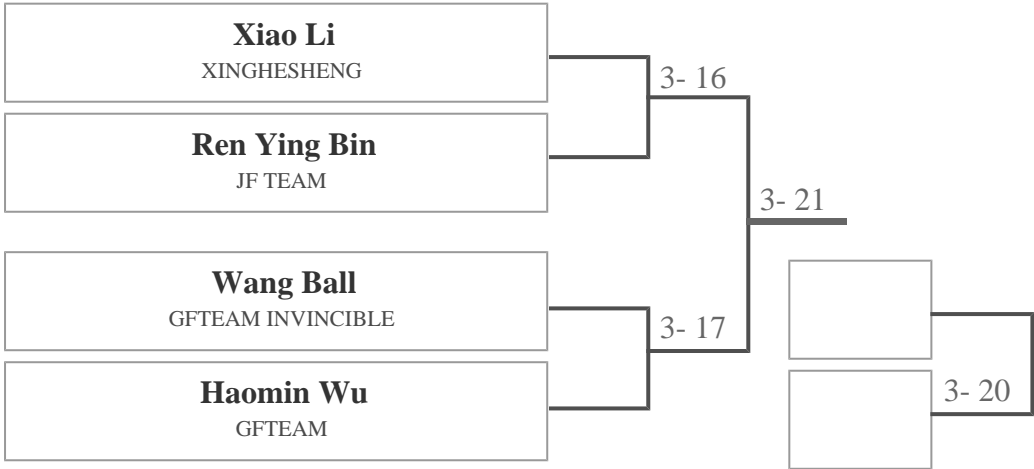 Xiao Li
XINGHESHENG
3- 16
Ren Ying Bin
JF TEAM
3- 21
Wang Ball
GFTEAM INVINCIBLE
3- 17
Haomin Wu
GFTEAM
3- 20